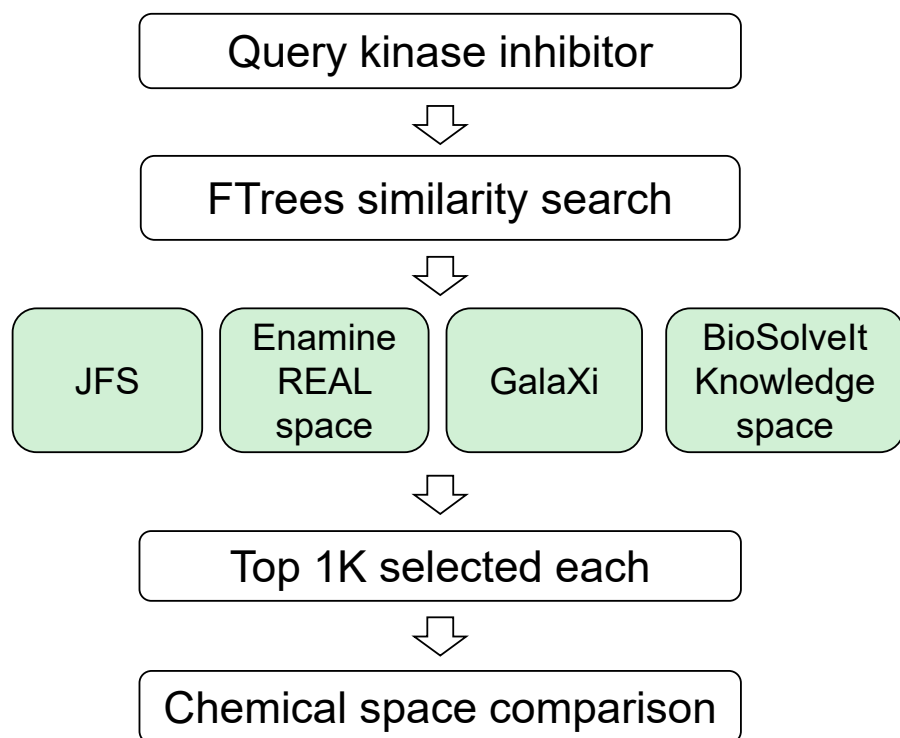 Query kinase inhibitor
FTrees similarity search
JFS
Enamine
REAL
space
GalaXi
BioSolveIt
Knowledge
space
Top 1K selected each
Chemical space comparison